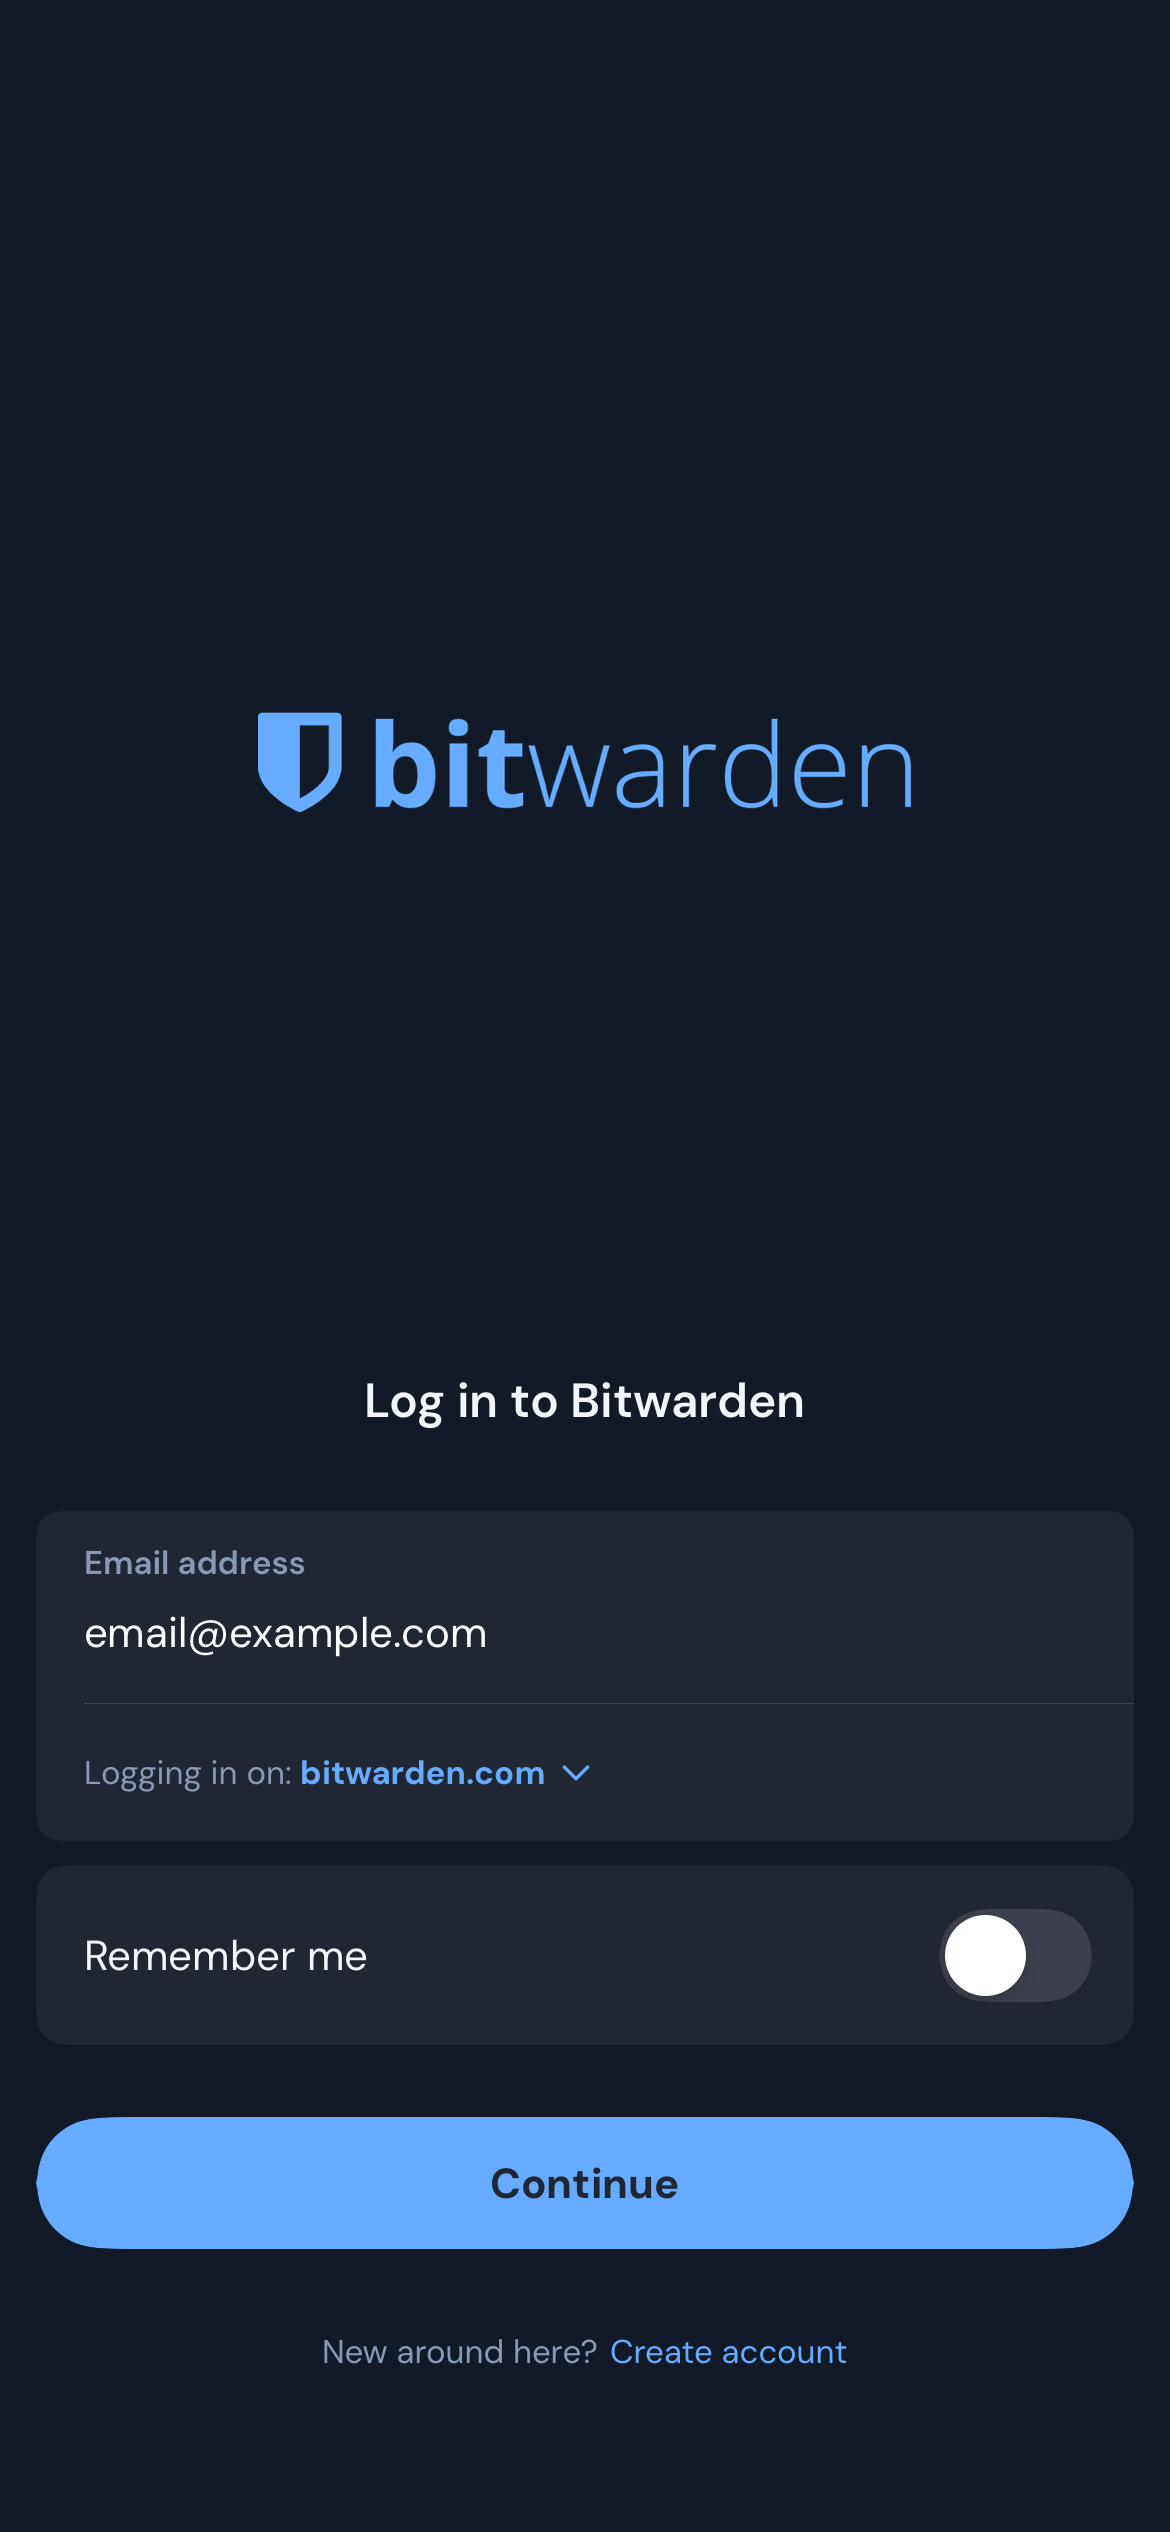 bitwarden
Log in to Bitwarden
Email address
email@example.com
Logging in on: bitwarden.com
Remember me
Continue
New around here? Create account